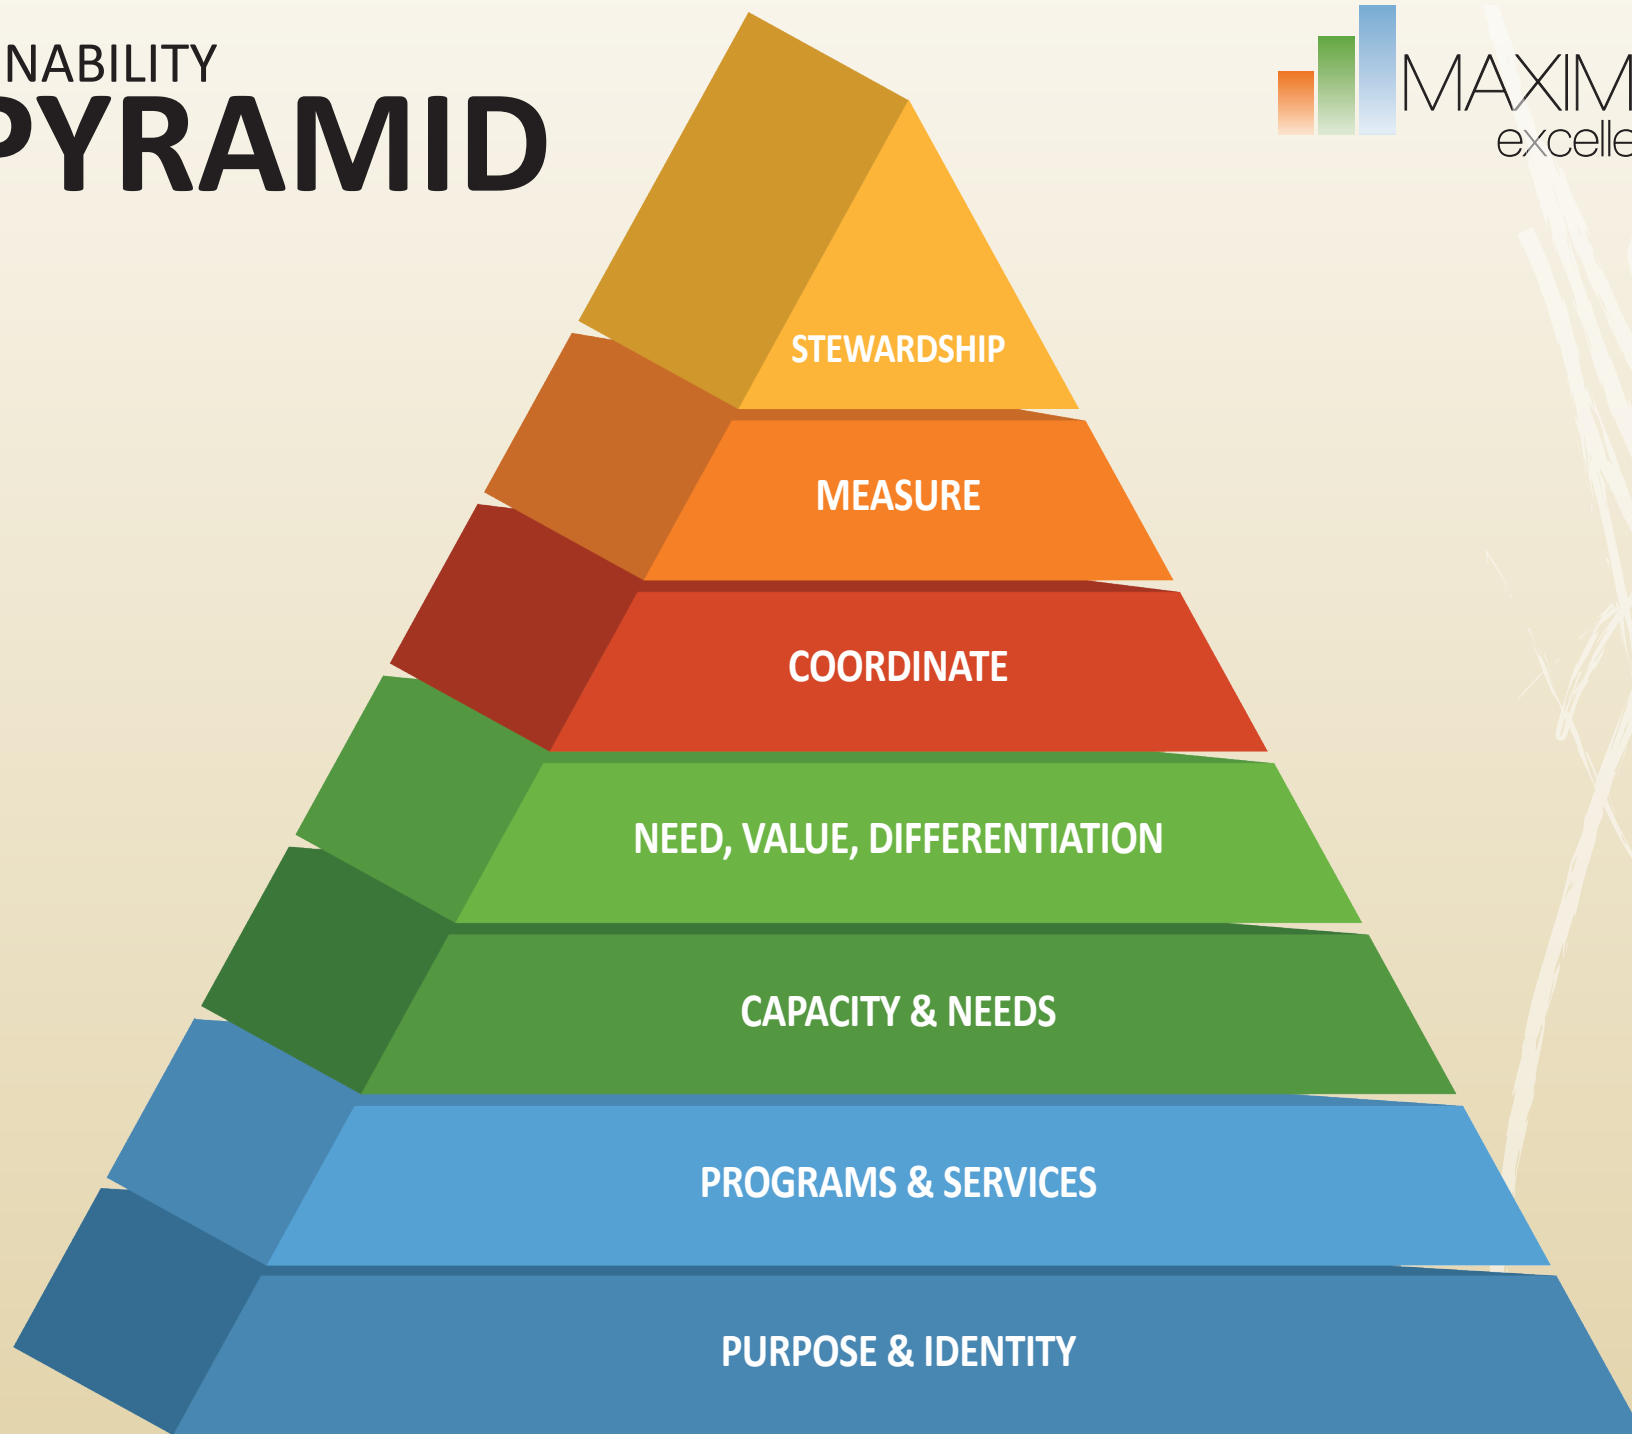 NABILITY
PYRAMID
MAXIM
excelle
STEWARDSHIP
MEASURE
COORDINATE
NEED, VALUE, DIFFERENTIATION
CAPACITY & NEEDS
PROGRAMS & SERVICES
PURPOSE & IDENTITY